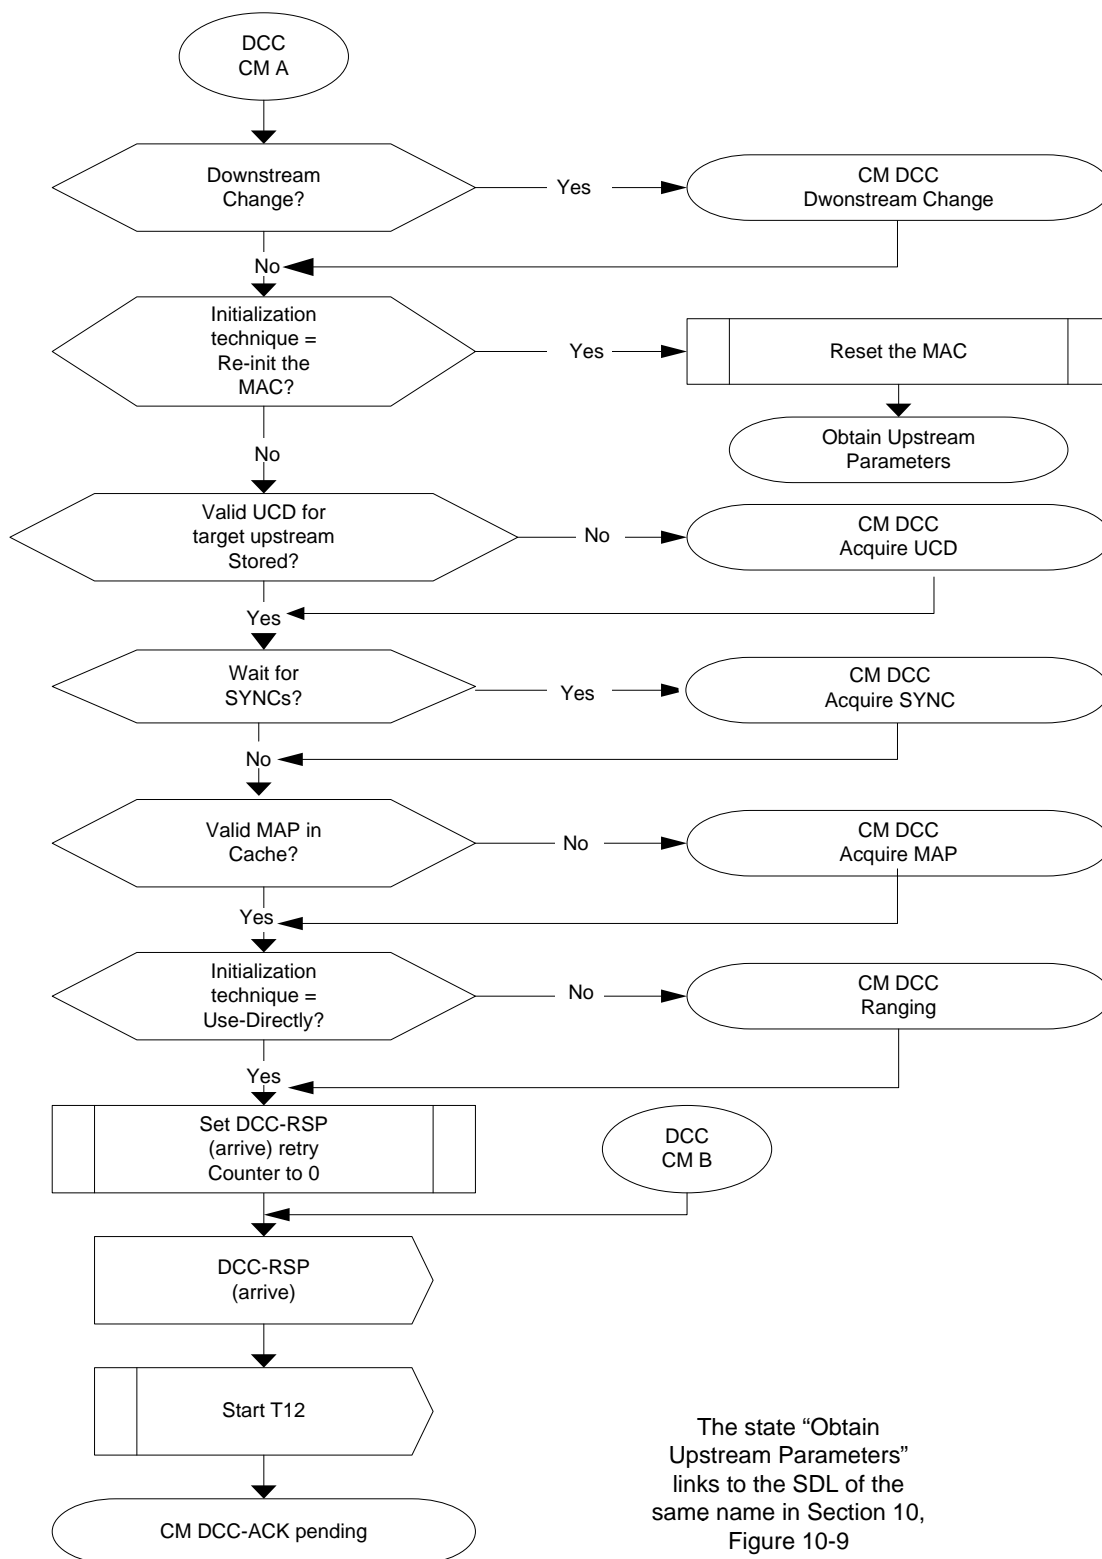 DCC
CM A
Downstream
Change?
Yes
CM DCC
Dwonstream Change
No
Initialization
technique =
Re-init the
MAC?
Yes
Reset the MAC
Obtain Upstream
Parameters
No
Valid UCD for
target upstream
Stored?
No
CM DCC
Acquire UCD
Yes
Wait for
SYNCs?
Yes
CM DCC
Acquire SYNC
No
Valid MAP in
Cache?
No
CM DCC
Acquire MAP
Yes
Initialization
technique =
Use-Directly?
No
CM DCC
Ranging
Yes
Set DCC-RSP
(arrive) retry
Counter to 0
DCC
CM B
DCC-RSP
(arrive)
Start T12
CM DCC-ACK pending
The state “Obtain
Upstream Parameters”
links to the SDL of the
same name in Section 10,
Figure 10-9